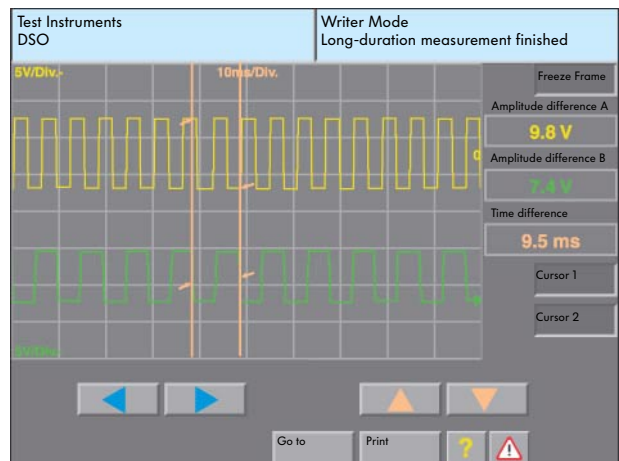 Test Instruments
DSO
Writer Mode
Long-duration measurement finished
5V/Div.-
10ms/Div.
Freeze Frame
Amplitude difference A
9.8 V
0
Amplitude difference B
7.4 V
Time difference
9.5 ms
Cursor 1
Cursor 2
5V/Div.
Go to
Print
?